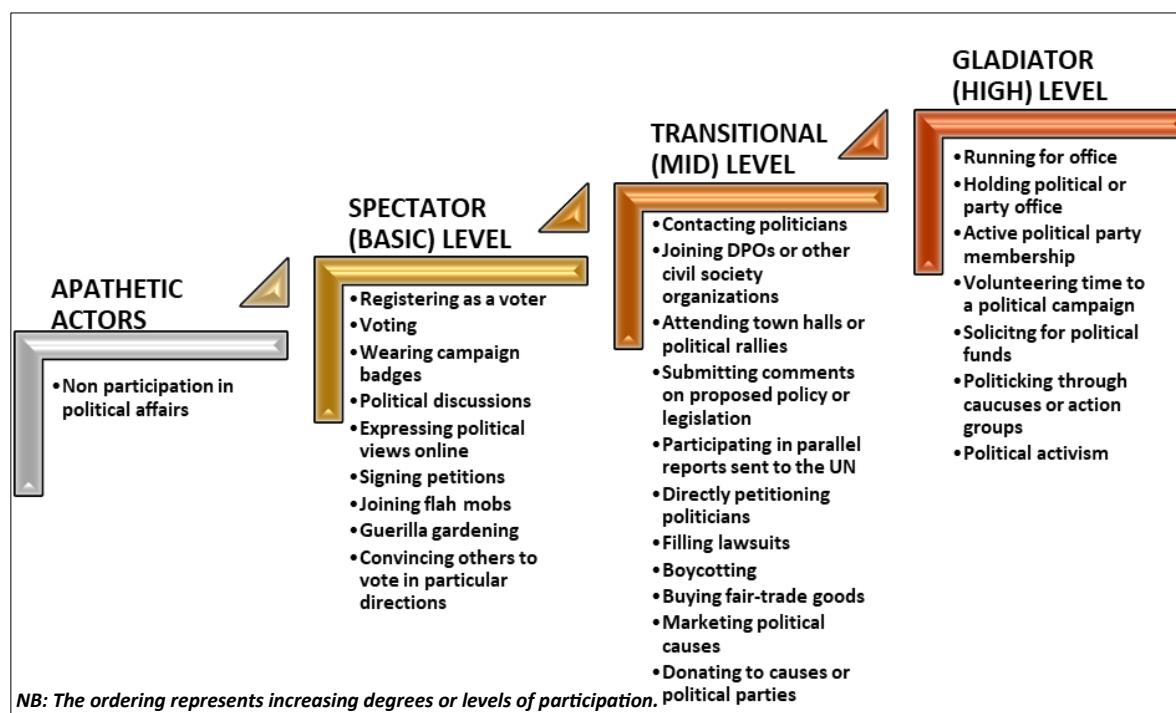 APATHETIC
ACTORS
•Non participation in
political affairs
SPECTATOR
(BASIC) LEVEL
•Registering as a voter
•Voting
•Wearing campaign
badges
•Political discussions
•Expressing political
views online
•Signing petitions
•Joining flah mobs
•Guerilla gardening
•Convincing others to
vote in particular
directions
TRANSITIONAL
(MID) LEVEL
•Contacting politicians
•Joining DPOs or other
civil society
organizations
•Attending town halls or
political rallies
•Submitting comments
on proposed policy or
legislation
•Participating in parallel
reports sent to the UN
•Directly petitioning
politicians
•Filling lawsuits
•Boycotting
•Buying fair-trade goods
•Marketing political
causes
•Donating to causes or
political parties
GLADIATOR
(HIGH) LEVEL
•Running for office
•Holding political or
party office
•Active political party
membership
•Volunteering time to
a political campaign
•Solicitng for political
funds
•Politicking through
caucuses or action
groups
•Political activism
NB: The ordering represents increasing degrees or levels of participation.